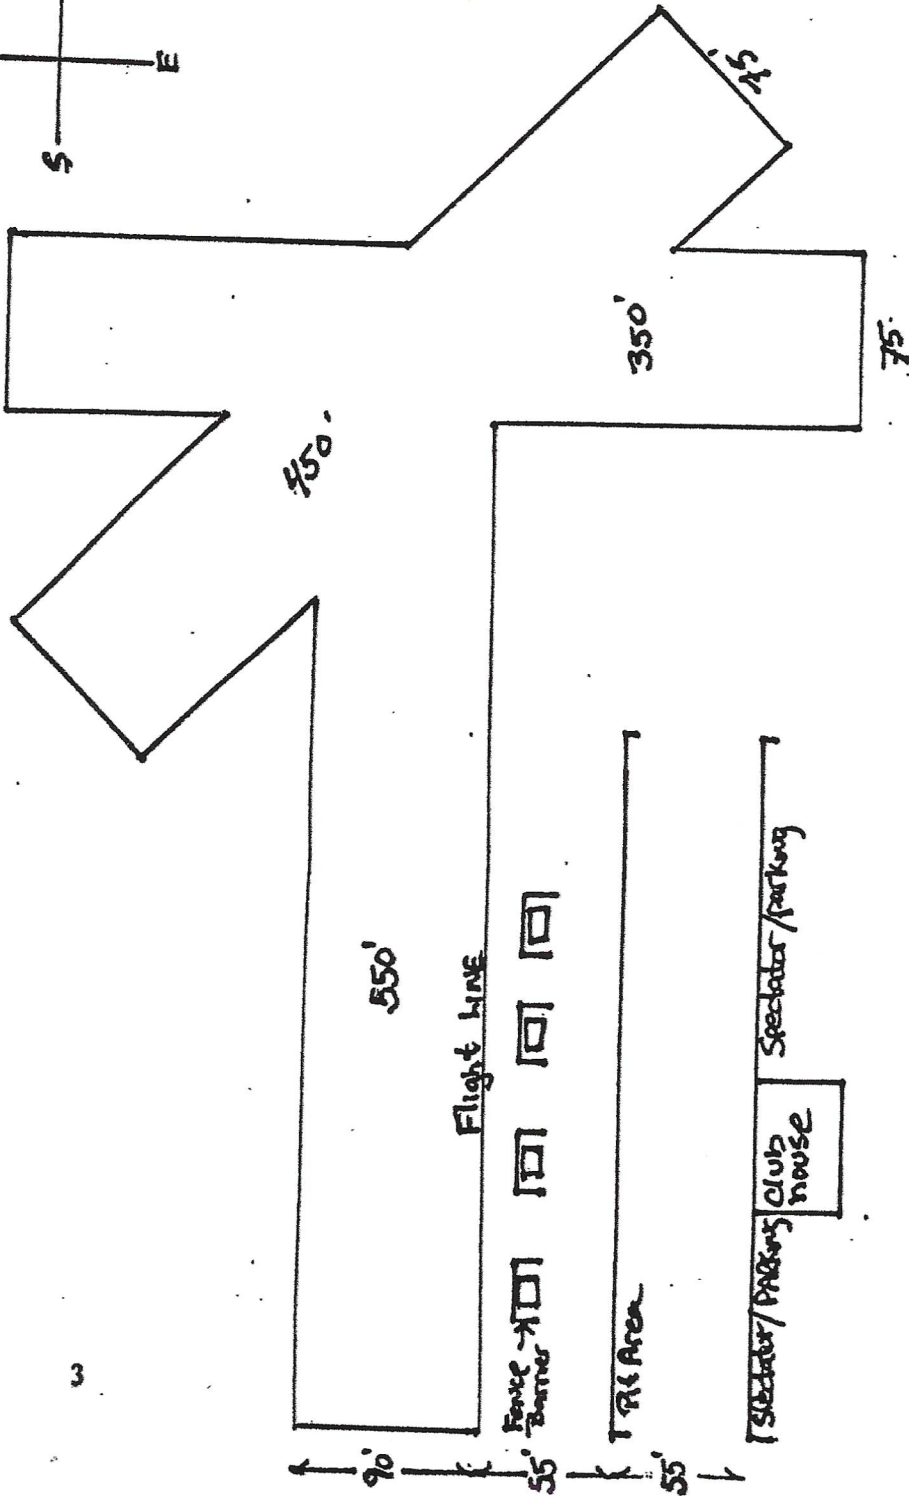 S
E
75'
350'
75.
450.
550'
Flight LINE
Fence
Barrier
Pit Area
Spectator/PARKING
Club
house
Spectator/parking
90'
55'
55'
3